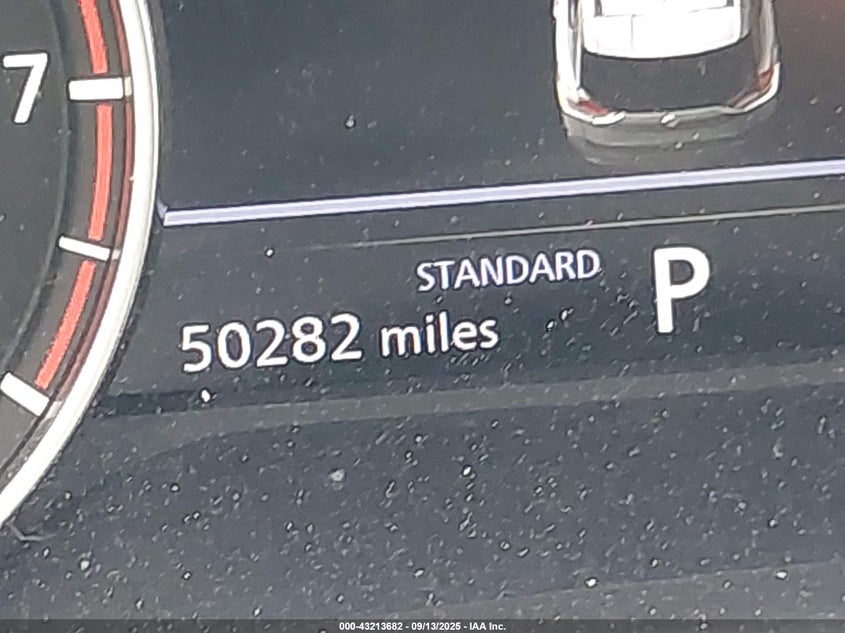 7
STANDARD P
50282 miles
000-43213682 - 09/13/2025 - IAA Inc.